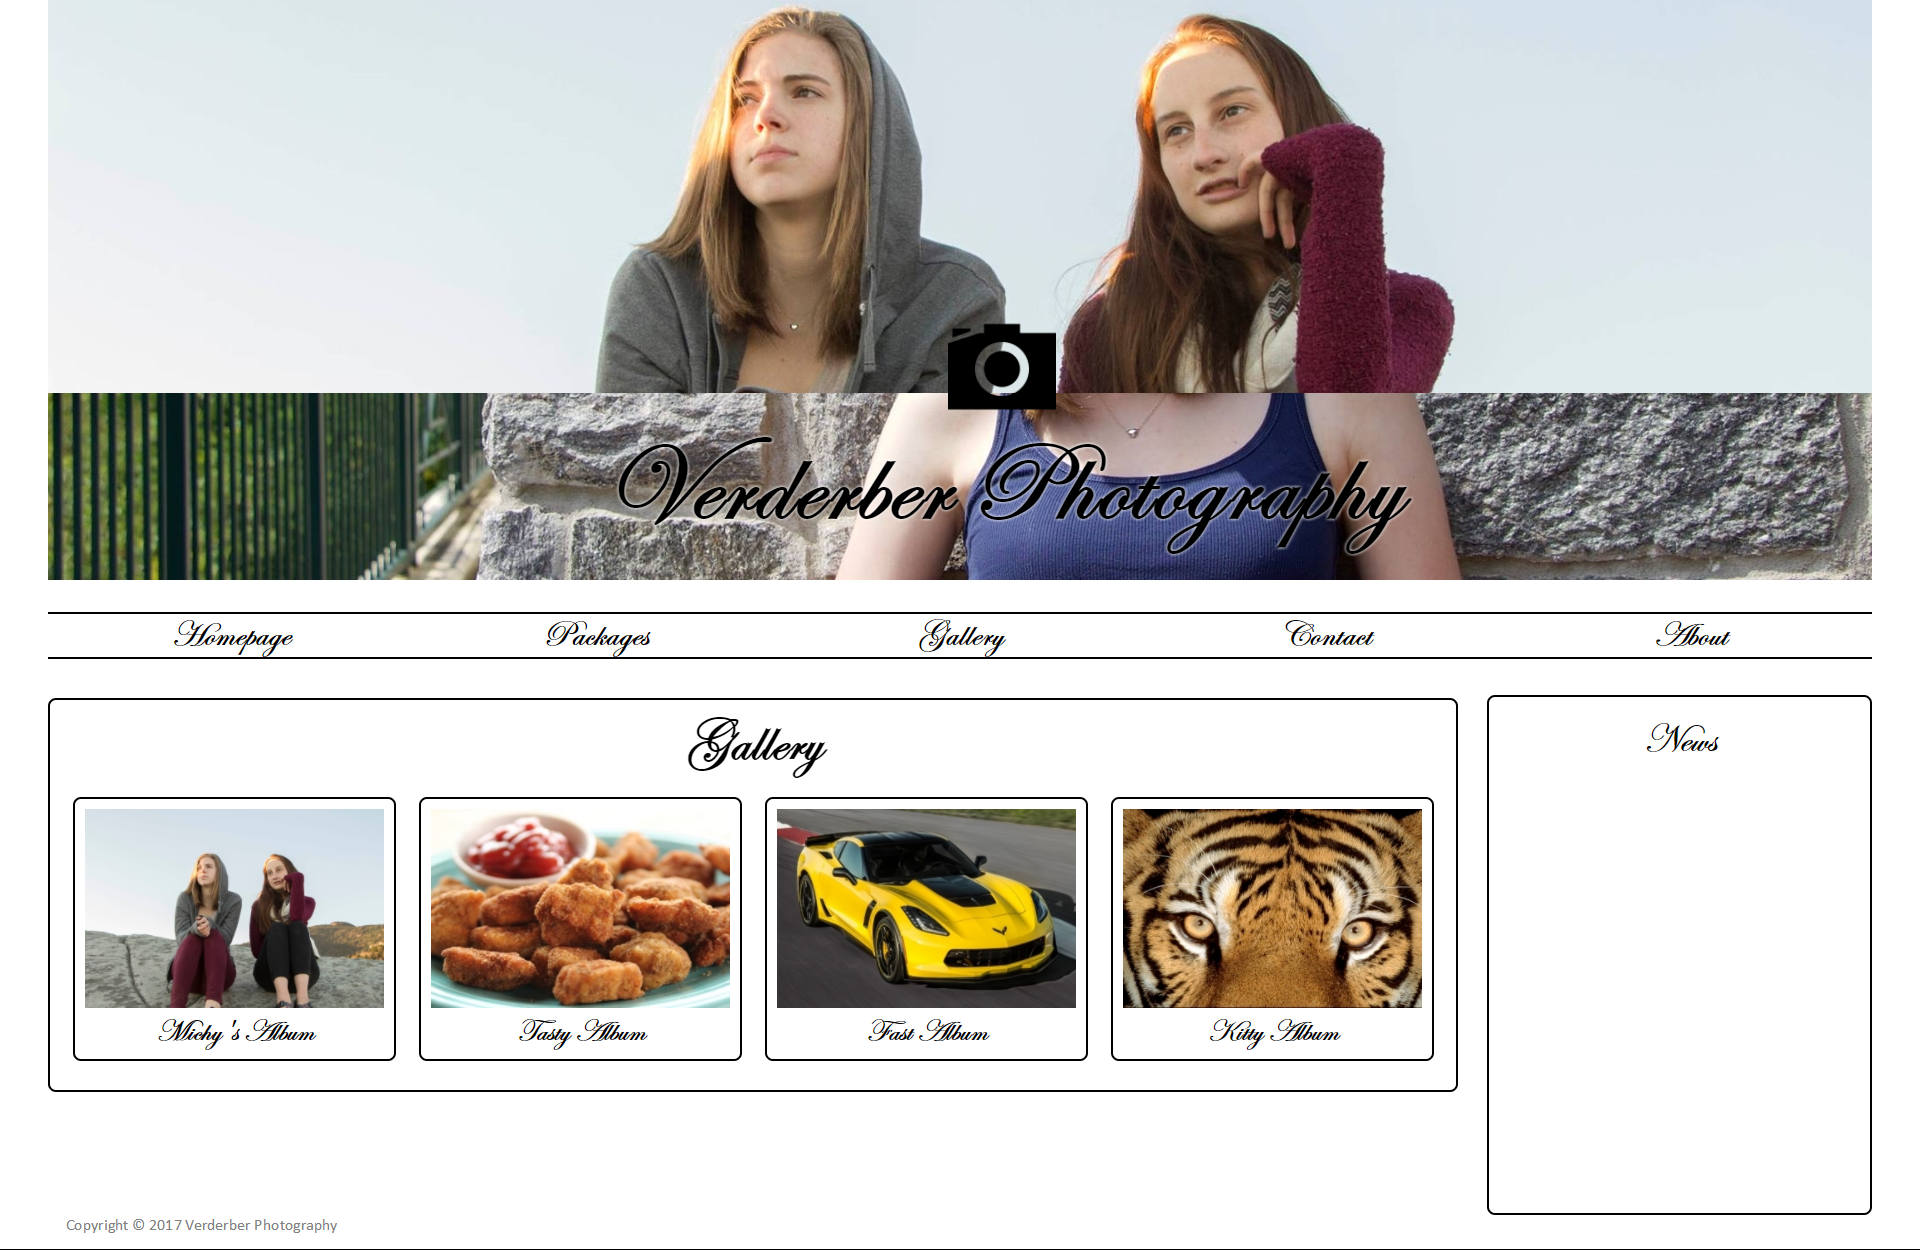 Verderber Photography
Homepage Packages Gallery Contact About
Gallery
News
Michy 's Album
Tasty Album
Fast Album
Kitty Album
Copyright © 2017 Verderber Photography